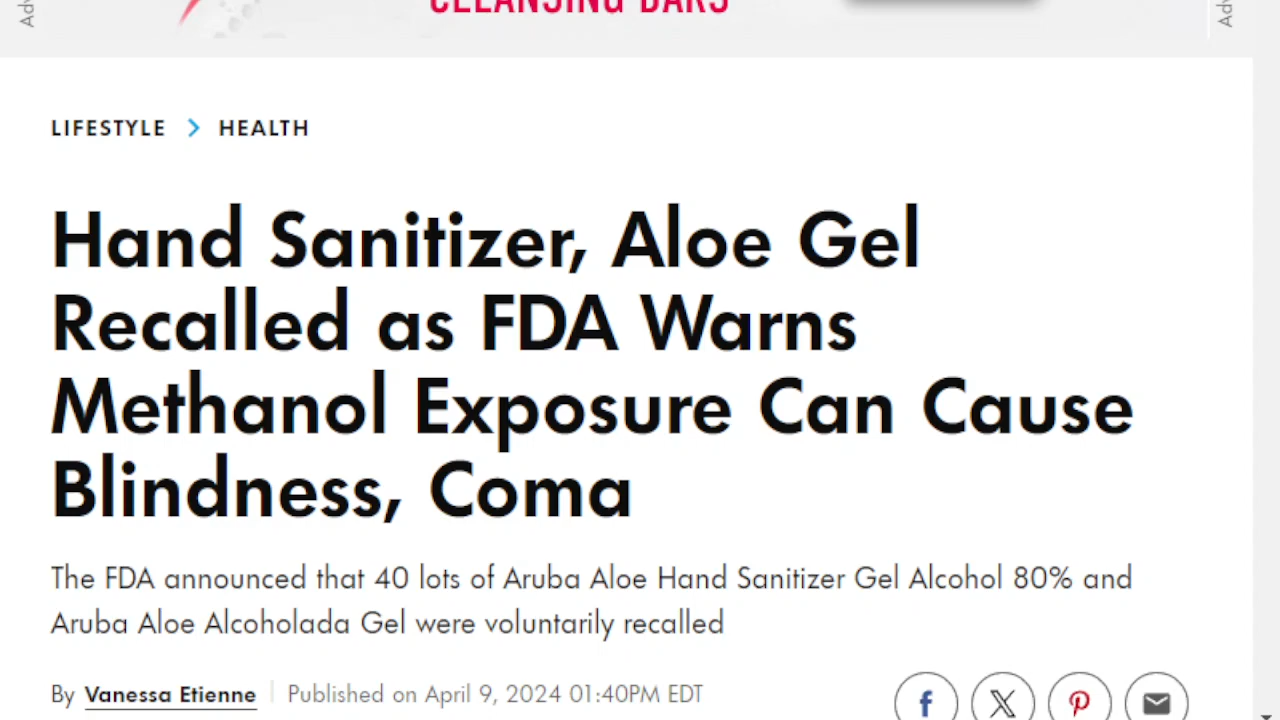 CLEANSING BARS
LIFESTYLE > HEALTH
Hand Sanitizer, Aloe Gel
Recalled as FDA Warns
Methanol Exposure Can Cause
Blindness, Coma
The FDA announced that 40 lots of Aruba Aloe Hand Sanitizer Gel Alcohol 80% and
Aruba Aloe Alcoholada Gel were voluntarily recalled
By Vanessa Etienne | Published on April 9, 2024 01:40PM EDT